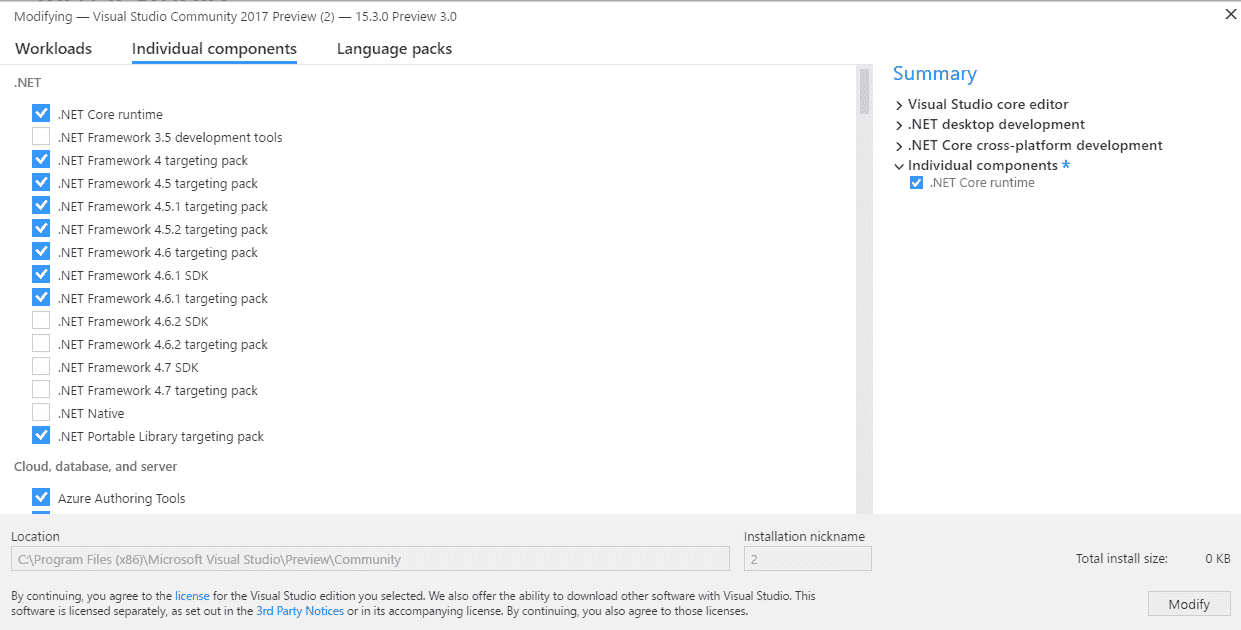 Modifying — Visual Studio Community 2017 Preview (2) — 15.3.0 Preview 3.0
Workloads
Individual components
Language packs
.NET
.NET Core runtime
.NET Framework 3.5 development tools
.NET Framework 4 targeting pack
.NET Framework 4.5 targeting pack
.NET Framework 4.5.1 targeting pack
.NET Framework 4.5.2 targeting pack
.NET Framework 4.6 targeting pack
.NET Framework 4.6.1 SDK
.NET Framework 4.6.1 targeting pack
.NET Framework 4.6.2 SDK
.NET Framework 4.6.2 targeting pack
.NET Framework 4.7 SDK
.NET Framework 4.7 targeting pack
.NET Native
.NET Portable Library targeting pack
Cloud, database, and server
Azure Authoring Tools
Summary
Visual Studio core editor
.NET desktop development
.NET Core cross-platform development
Individual components *
.NET Core runtime
Location
C:\Program Files (x86)\Microsoft Visual Studio\Preview\Community
Installation nickname
2
Total install size: 0 KB
By continuing, you agree to the license for the Visual Studio edition you selected. We also offer the ability to download other software with Visual Studio. This
software is licensed separately, as set out in the 3rd Party Notices or in its accompanying license. By continuing, you also agree to those licenses.
Modify